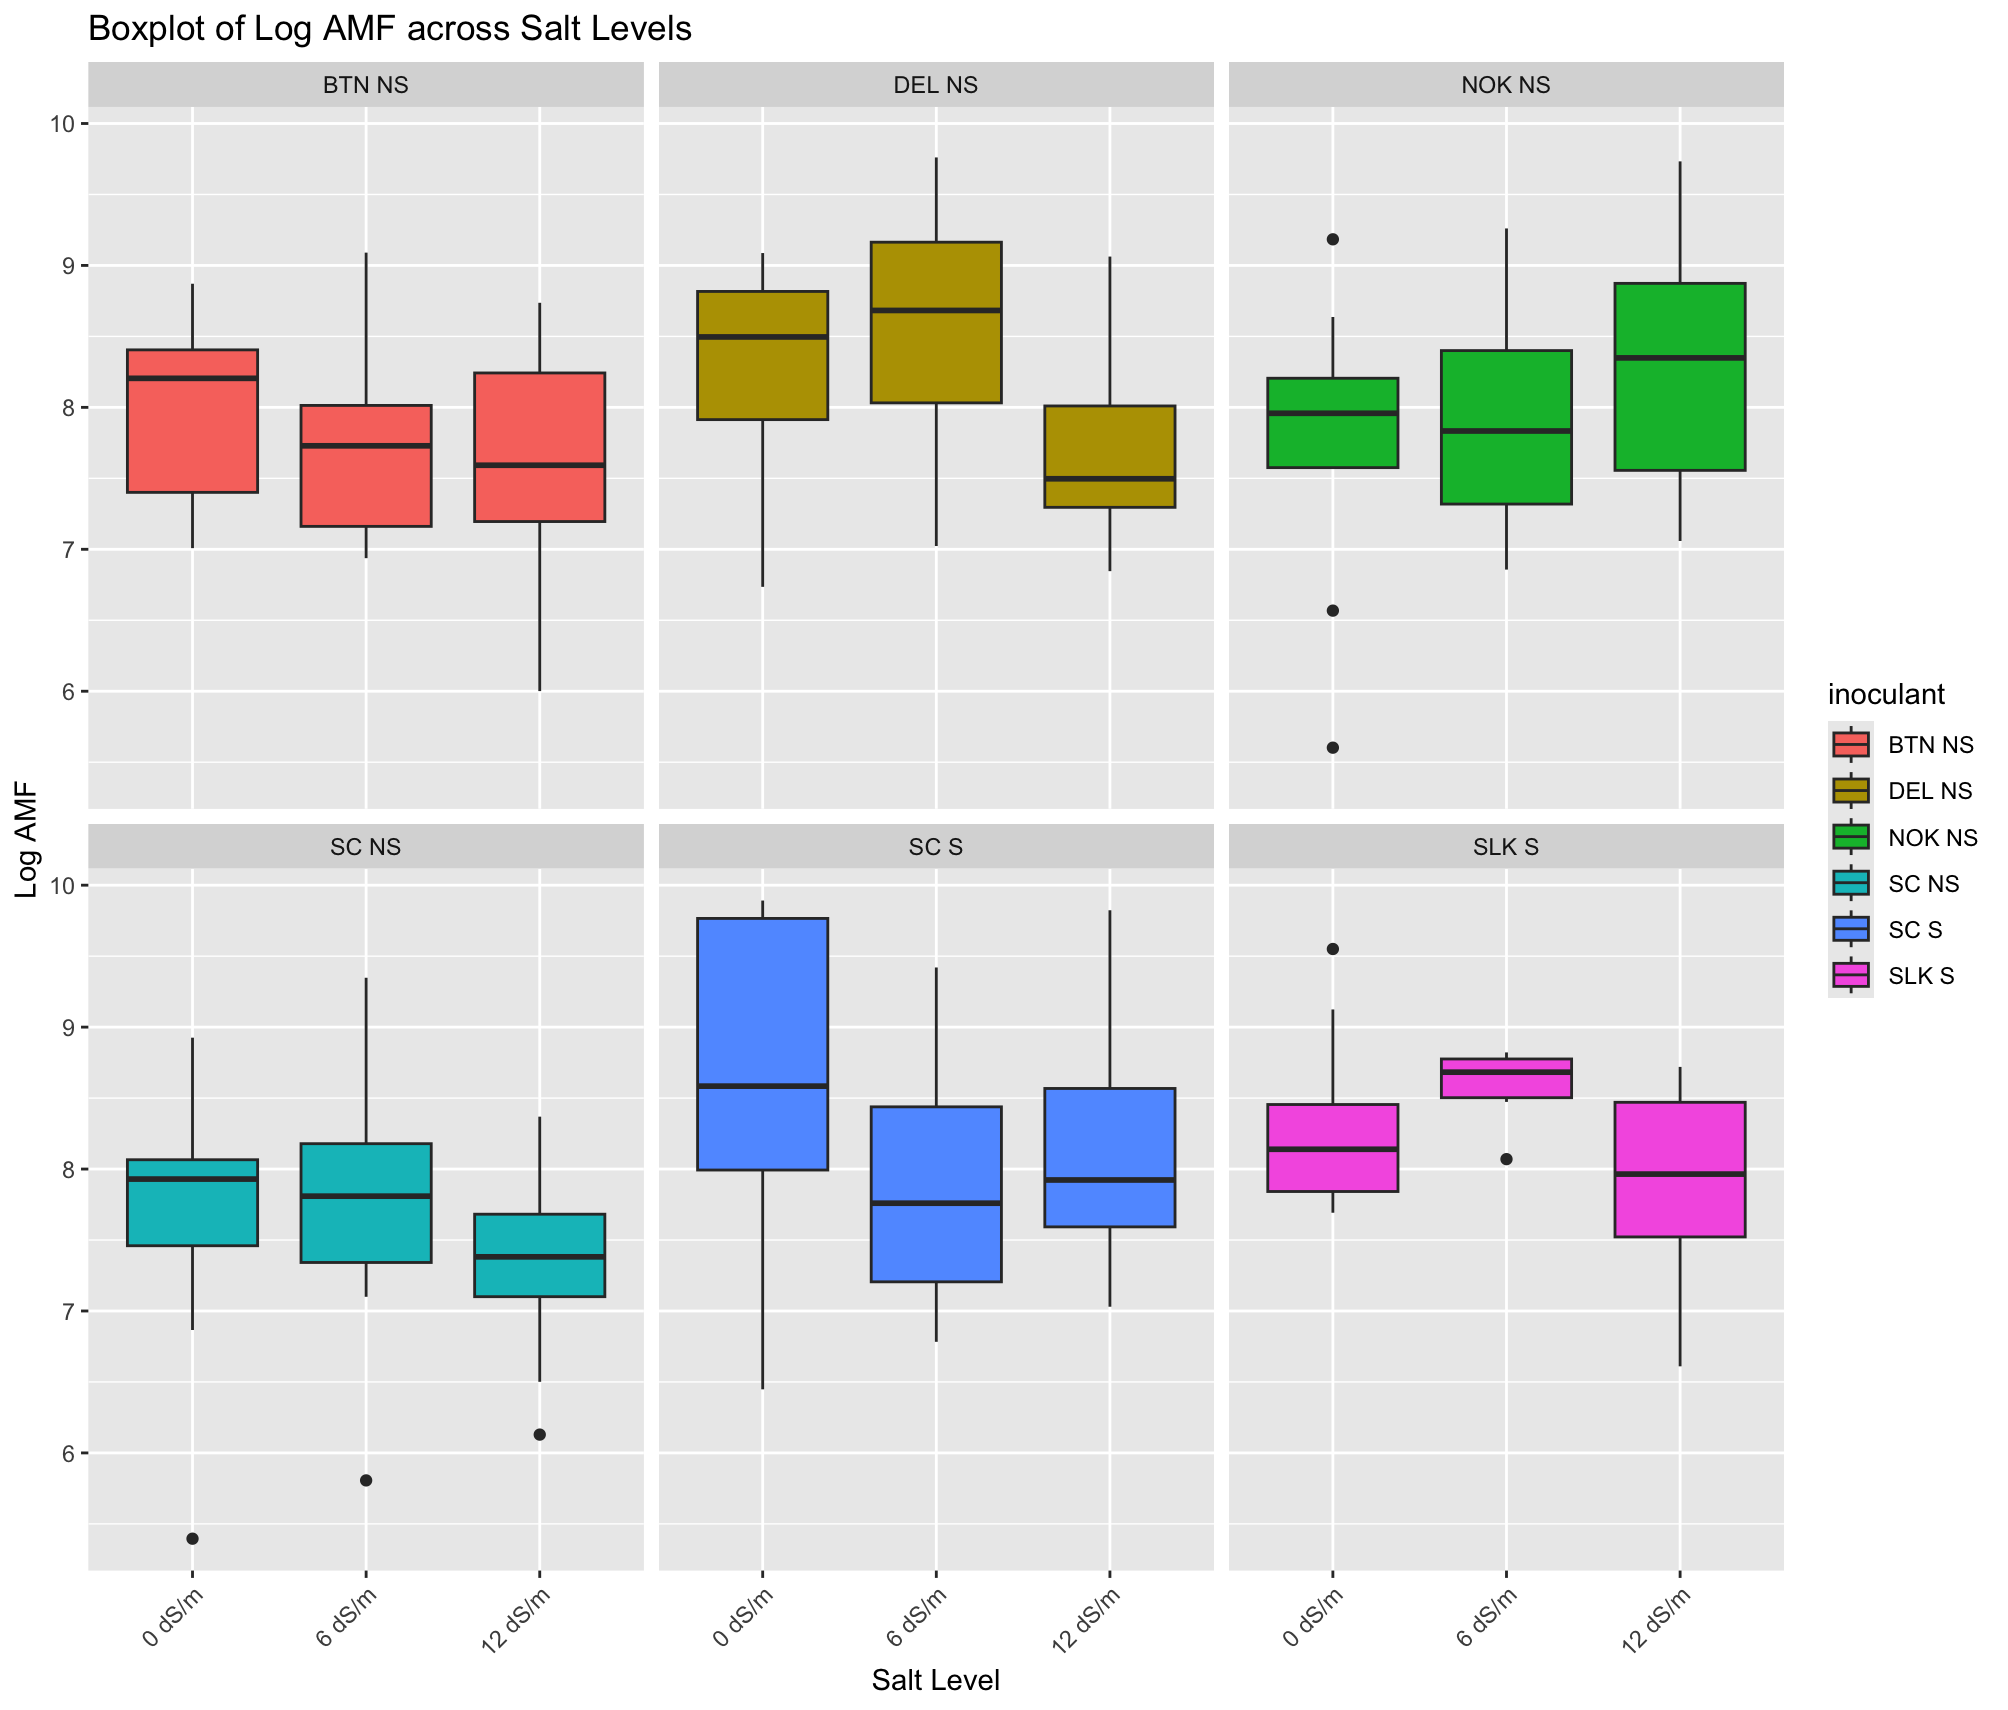 Boxplot of Log AMF across Salt Levels
BTN NS
DEL NS
NOK NS
10
9
8
7
6
SC NS
SC S
SLK S
10
9
8
7
6
Log AMF
0 dS/m
6 dS/m
12 dS/m
0 dS/m
6 dS/m
12 dS/m
0 dS/m
6 dS/m
12 dS/m
Salt Level
inoculant
BTN NS
DEL NS
NOK NS
SC NS
SC S
SLK S